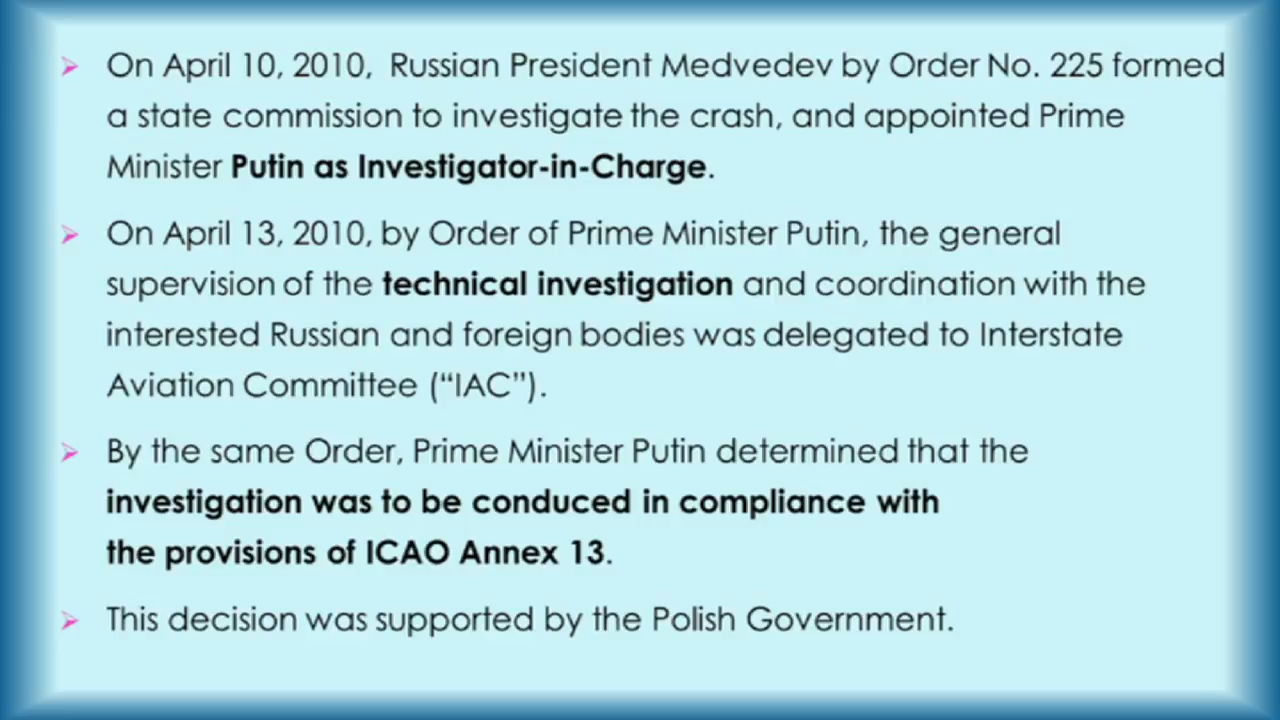 On April 10, 2010, Russian President Medvedev by Order No. 225 formed
a state commission to investigate the crash, and appointed Prime
Minister Putin as Investigator-in-Charge.
On April 13, 2010, by Order of Prime Minister Putin, the general
supervision of the technical investigation and coordination with the
interested Russian and foreign bodies was delegated to Interstate
Aviation Committee (“IAC”).
By the same Order, Prime Minister Putin determined that the
investigation was to be conduced in compliance with
the provisions of ICAO Annex 13.
This decision was supported by the Polish Government.